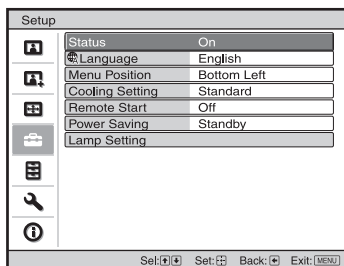 Setup
Status On
Language English
Menu Position Bottom Left
Cooling Setting Standard
Remote Start Off
Power Saving Standby
Lamp Setting
Sel: Set: Back: Exit: MENU